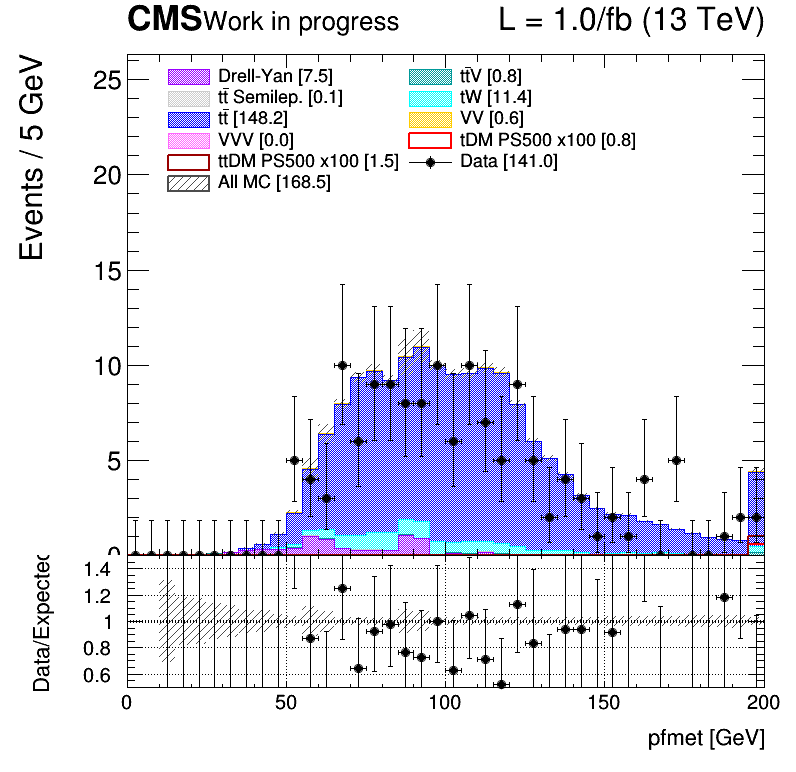 CMS Work in progress L = 1.0/fb (13 TeV)
Events / 5 GeV
25
20
15
10
5
0
Drell-Yan [7.5]
tt̄V [0.8]
tt̄ Semilep. [0.1]
tW [11.4]
tt̄ [148.2]
VV [0.6]
VVV [0.0]
tDM PS500 x100 [0.8]
ttDM PS500 x100 [1.5]
Data [141.0]
All MC [168.5]
Data/Expected
1.4
1.2
1
0.8
0.6
0 50 100 150 200
pfmet [GeV]